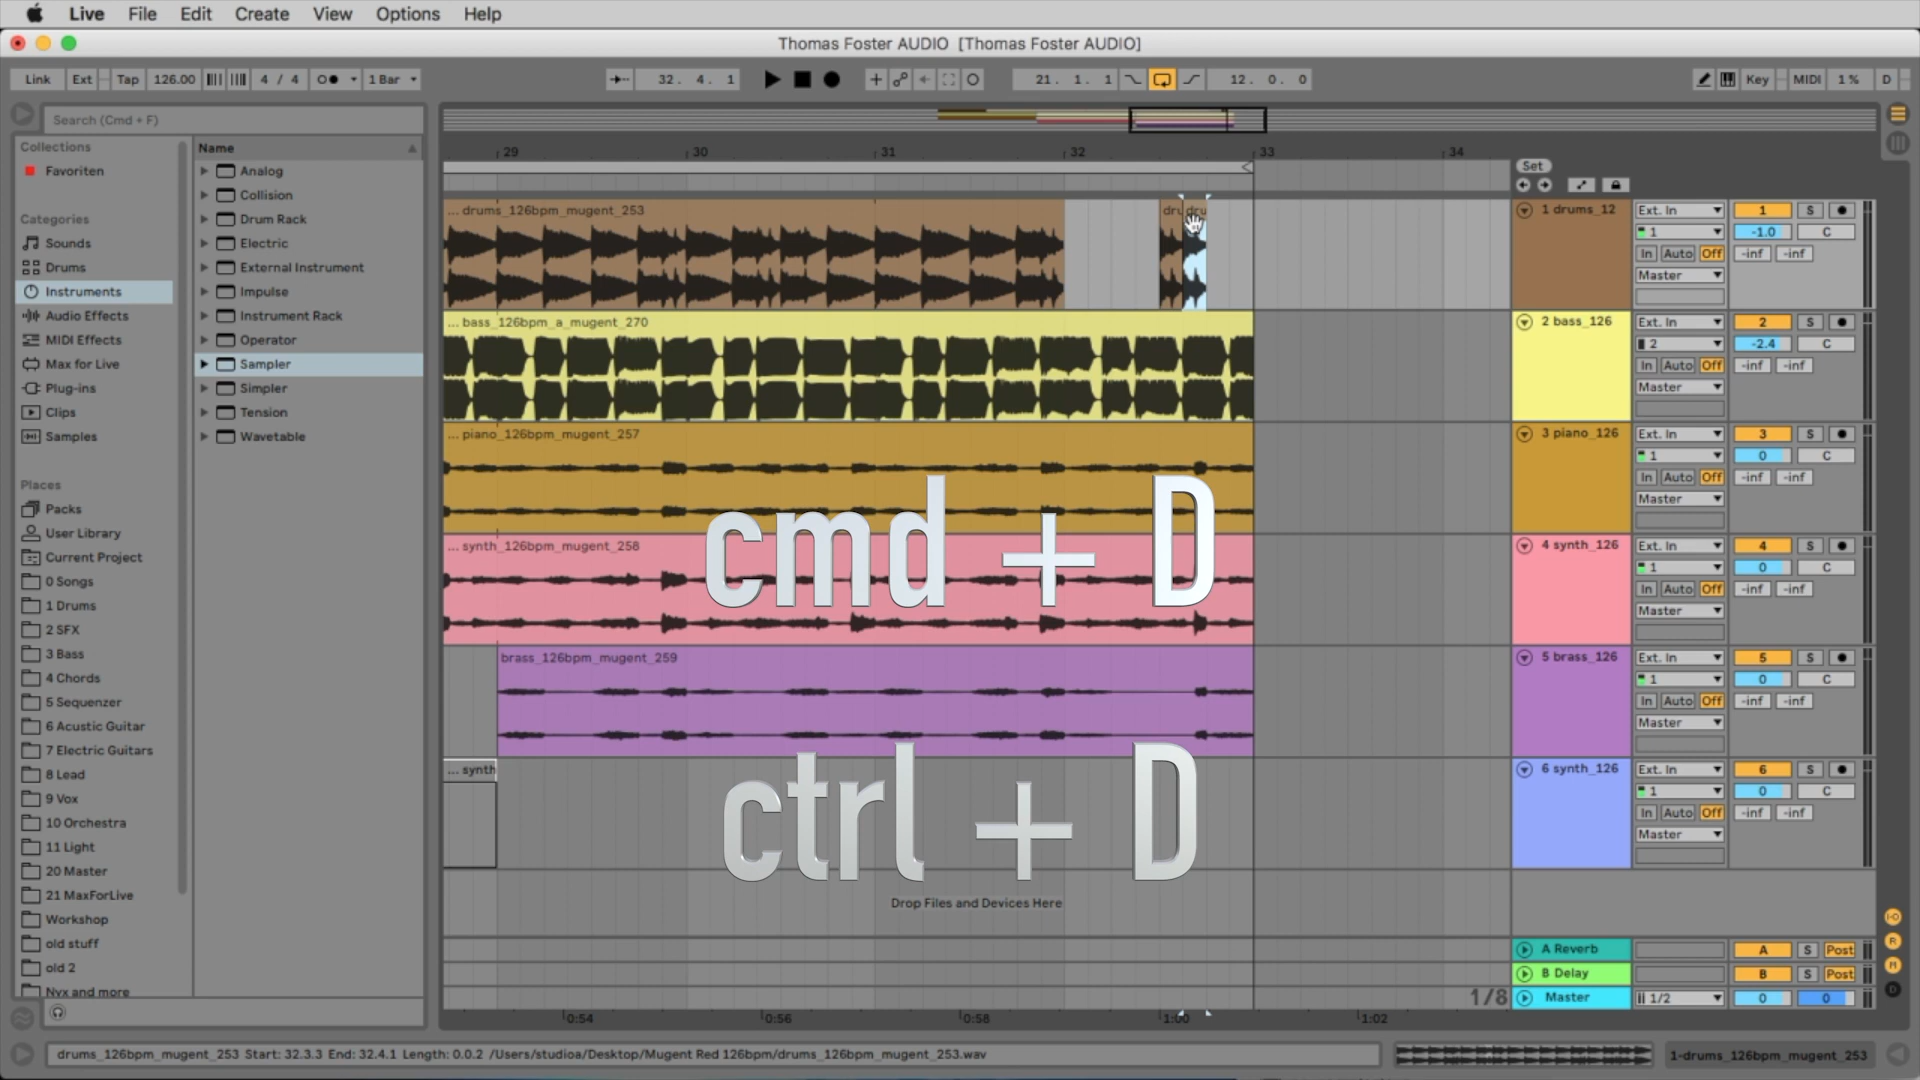 Live File Edit Create View Options Help
Thomas Foster AUDIO [Thomas Foster AUDIO]
Link Ext Tap 126.00 4 / 4 1 Bar 32. 4. 1 21. 1. 1 12. 0. 0 Key MIDI 1 % D
Search (Cmd + F)
Collections
Favoriten
Categories
Sounds
Drums
Instruments
Audio Effects
MIDI Effects
Max for Live
Plug-ins
Clips
Samples
Places
Packs
User Library
Current Project
0 Songs
1 Drums
2 SFX
3 Bass
4 Chords
5 Sequenzer
6 Acustic Guitar
7 Electric Guitars
8 Lead
9 Vox
10 Orchestra
11 Light
20 Master
21 MaxForLive
Workshop
old stuff
old 2
Nyx and more
Name
Analog
Collision
Drum Rack
Electric
External Instrument
Impulse
Instrument Rack
Operator
Sampler
Simpler
Tension
Wavetable
29 30 31 32 33 34
Set
... drums_126bpm_mugent_253 dru dru
1 drums_12 Ext. In 1 S
1 -1.0 C
In Auto Off -inf -inf
Master
... bass_126bpm_a_mugent_270
2 bass_126 Ext. In 2 S
2 -2.4 C
In Auto Off -inf -inf
Master
... piano_126bpm_mugent_257
3 piano_126 Ext. In 3 S
1 0 C
In Auto Off -inf -inf
Master
cmd + D
... synth_126bpm_mugent_258
4 synth_126 Ext. In 4 S
1 0 C
In Auto Off -inf -inf
Master
brass_126bpm_mugent_259
5 brass_126 Ext. In 5 S
1 0 C
In Auto Off -inf -inf
Master
... synth
6 synth_126 Ext. In 6 S
1 0 C
In Auto Off -inf -inf
Master
ctrl + D
Drop Files and Devices Here
A Reverb A S Post
B Delay B S Post
1/8 Master 1/2 0 0
I-O
R
M
D
0:54 0:56 0:58 1:00 1:02
drums_126bpm_mugent_253 Start: 32.3.3 End: 32.4.1 Length: 0.0.2 /Users/studioa/Desktop/Mugent Red 126bpm/drums_126bpm_mugent_253.wav
1-drums_126bpm_mugent_253